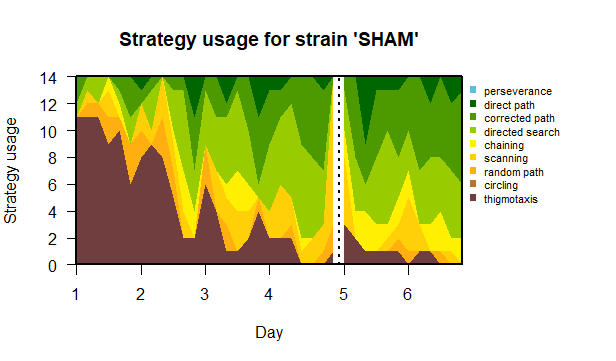 Strategy usage for strain 'SHAM'
Strategy usage
14
12
10
8
6
4
2
0
1 2 3 4 5 6
Day
perseverance
direct path
corrected path
directed search
chaining
scanning
random path
circling
thigmotaxis